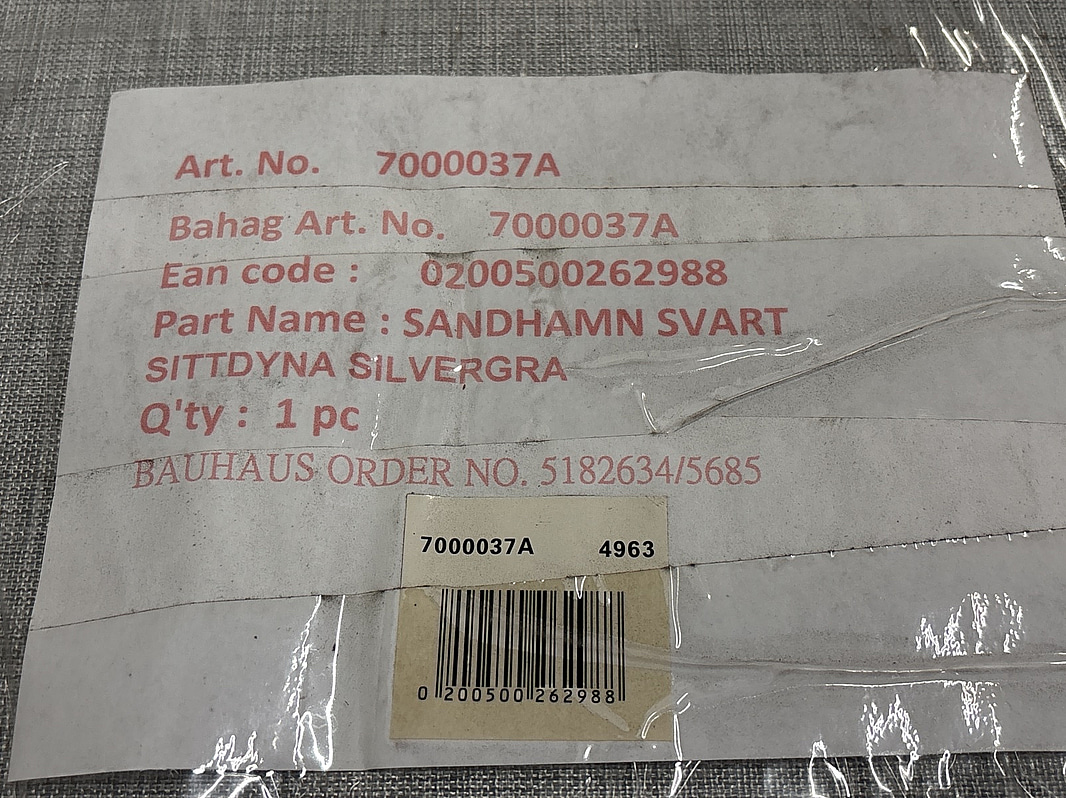 Art. No. 7000037A
Bahag Art. No. 7000037A
Ean code : 0200500262988
Part Name : SANDHAMN SVART
SITTDYNA SILVERGRA
Q'ty : 1 pc
BAUHAUS ORDER NO. 5182634/5685
7000037A 4963
0 200500 262988